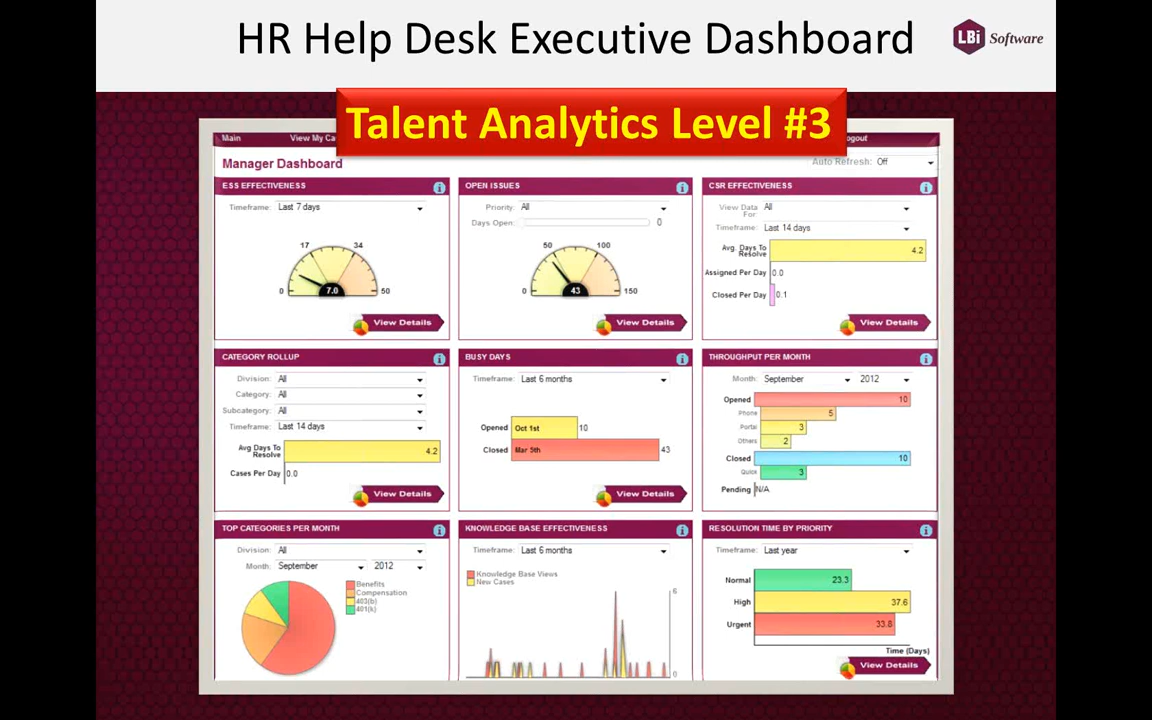 HR Help Desk Executive Dashboard
LBi Software
Talent Analytics Level #3
Main View My Ca ogout
Manager Dashboard Auto Refresh: Off
ESS EFFECTIVENESS
Timeframe: Last 7 days
17 34
0 7.0 50
View Details
OPEN ISSUES
Priority: All
Days Open: 0
50 100
0 43 150
View Details
CSR EFFECTIVENESS
View Data For: All
Timeframe: Last 14 days
Avg. Days To Resolve 4.2
Assigned Per Day 0.0
Closed Per Day 0.1
View Details
CATEGORY ROLLUP
Division: All
Category: All
Subcategory: All
Timeframe: Last 14 days
Avg Days To Resolve 4.2
Cases Per Day 0.0
View Details
BUSY DAYS
Timeframe: Last 6 months
Opened Oct 1st 10
Closed Mar 5th 43
View Details
THROUGHPUT PER MONTH
Month: September 2012
Opened 10
Phone 5
Portal 3
Others 2
Closed 10
Quick 3
Pending N/A
TOP CATEGORIES PER MONTH
Division: All
Month: September 2012
Benefits
Compensation
403(b)
401(k)
KNOWLEDGE BASE EFFECTIVENESS
Timeframe: Last 6 months
Knowledge Base Views
New Cases
6
0
RESOLUTION TIME BY PRIORITY
Timeframe: Last year
Normal 23.3
High 37.6
Urgent 33.8
Time (Days)
View Details